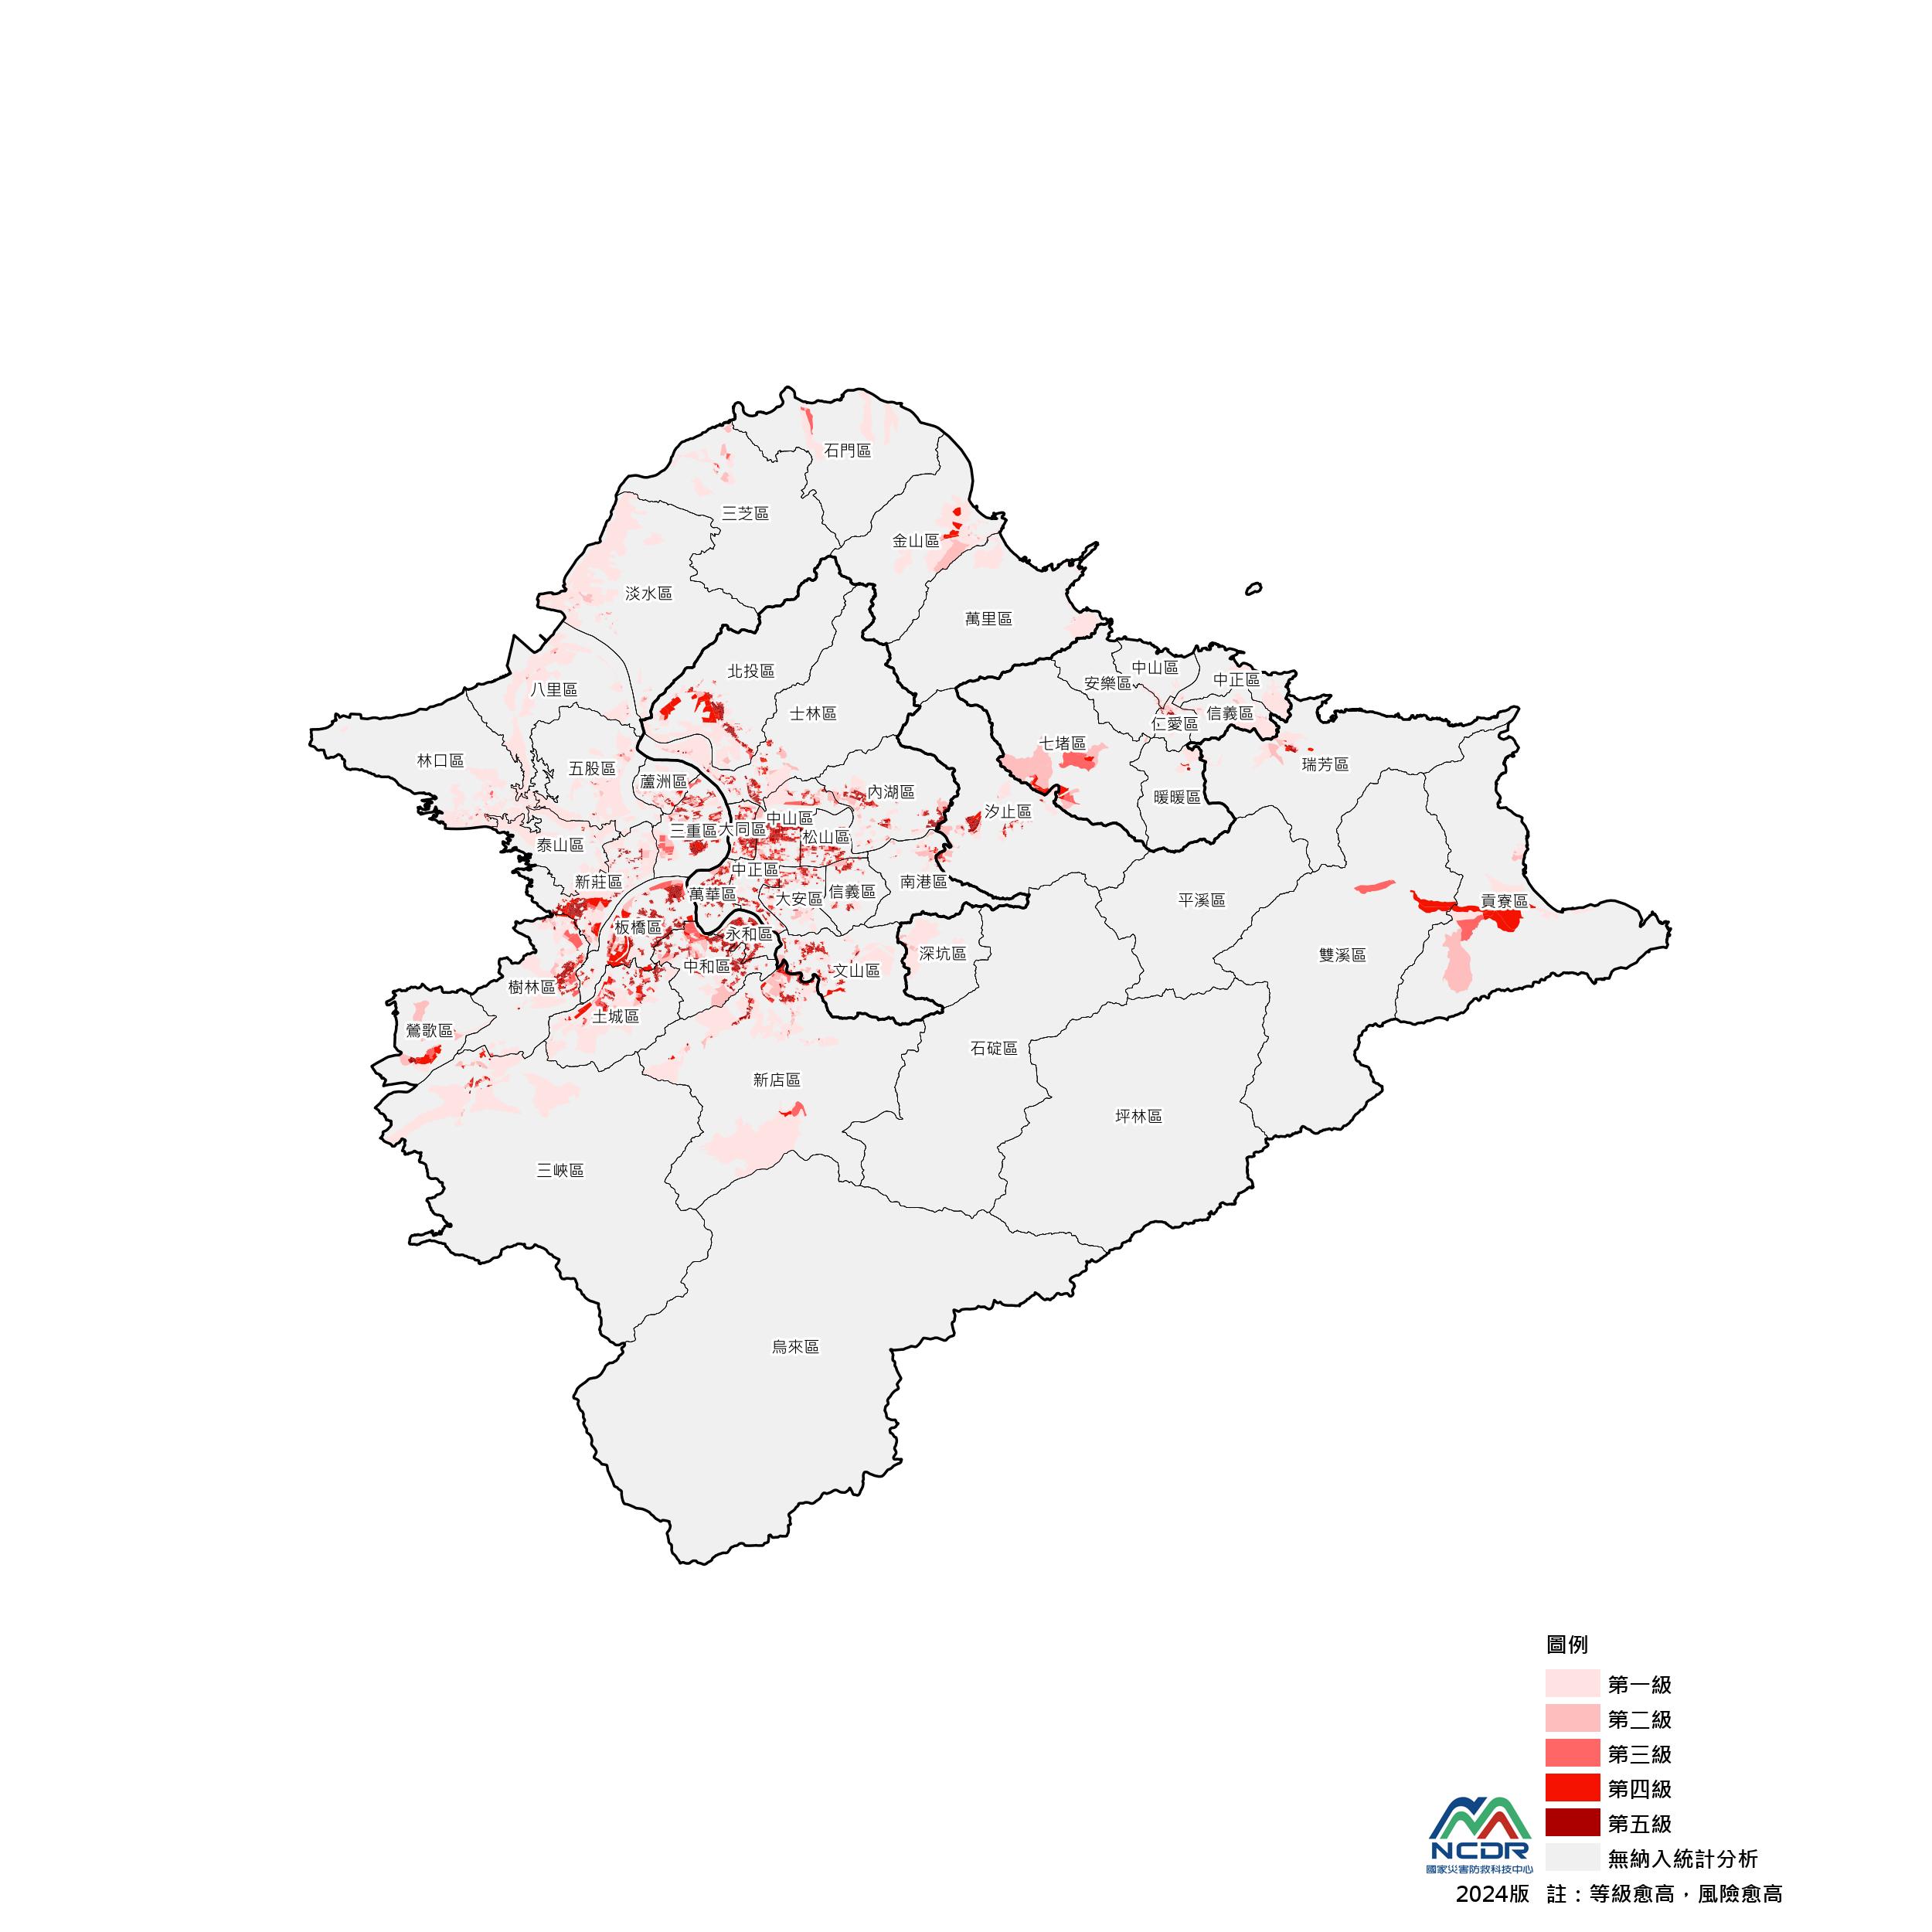 石門區
三芝區
金山區
淡水區
萬里區
北投區
中山區
安樂區
中正區
八里區
士林區
信義區
仁愛區
七堵區
林口區
五股區
瑞芳區
蘆洲區
內湖區
暖暖區
汐止區
中山區
三重區
大同區
松山區
泰山區
中正區
新莊區
南港區
萬華區
大安區
信義區
平溪區
貢寮區
板橋區
永和區
深坑區
雙溪區
中和區
文山區
樹林區
土城區
鶯歌區
石碇區
新店區
坪林區
三峽區
烏來區
圖例
第一級
第二級
第三級
第四級
第五級
無納入統計分析
NCDR
國家災害防救科技中心
2024版 註：等級愈高，風險愈高